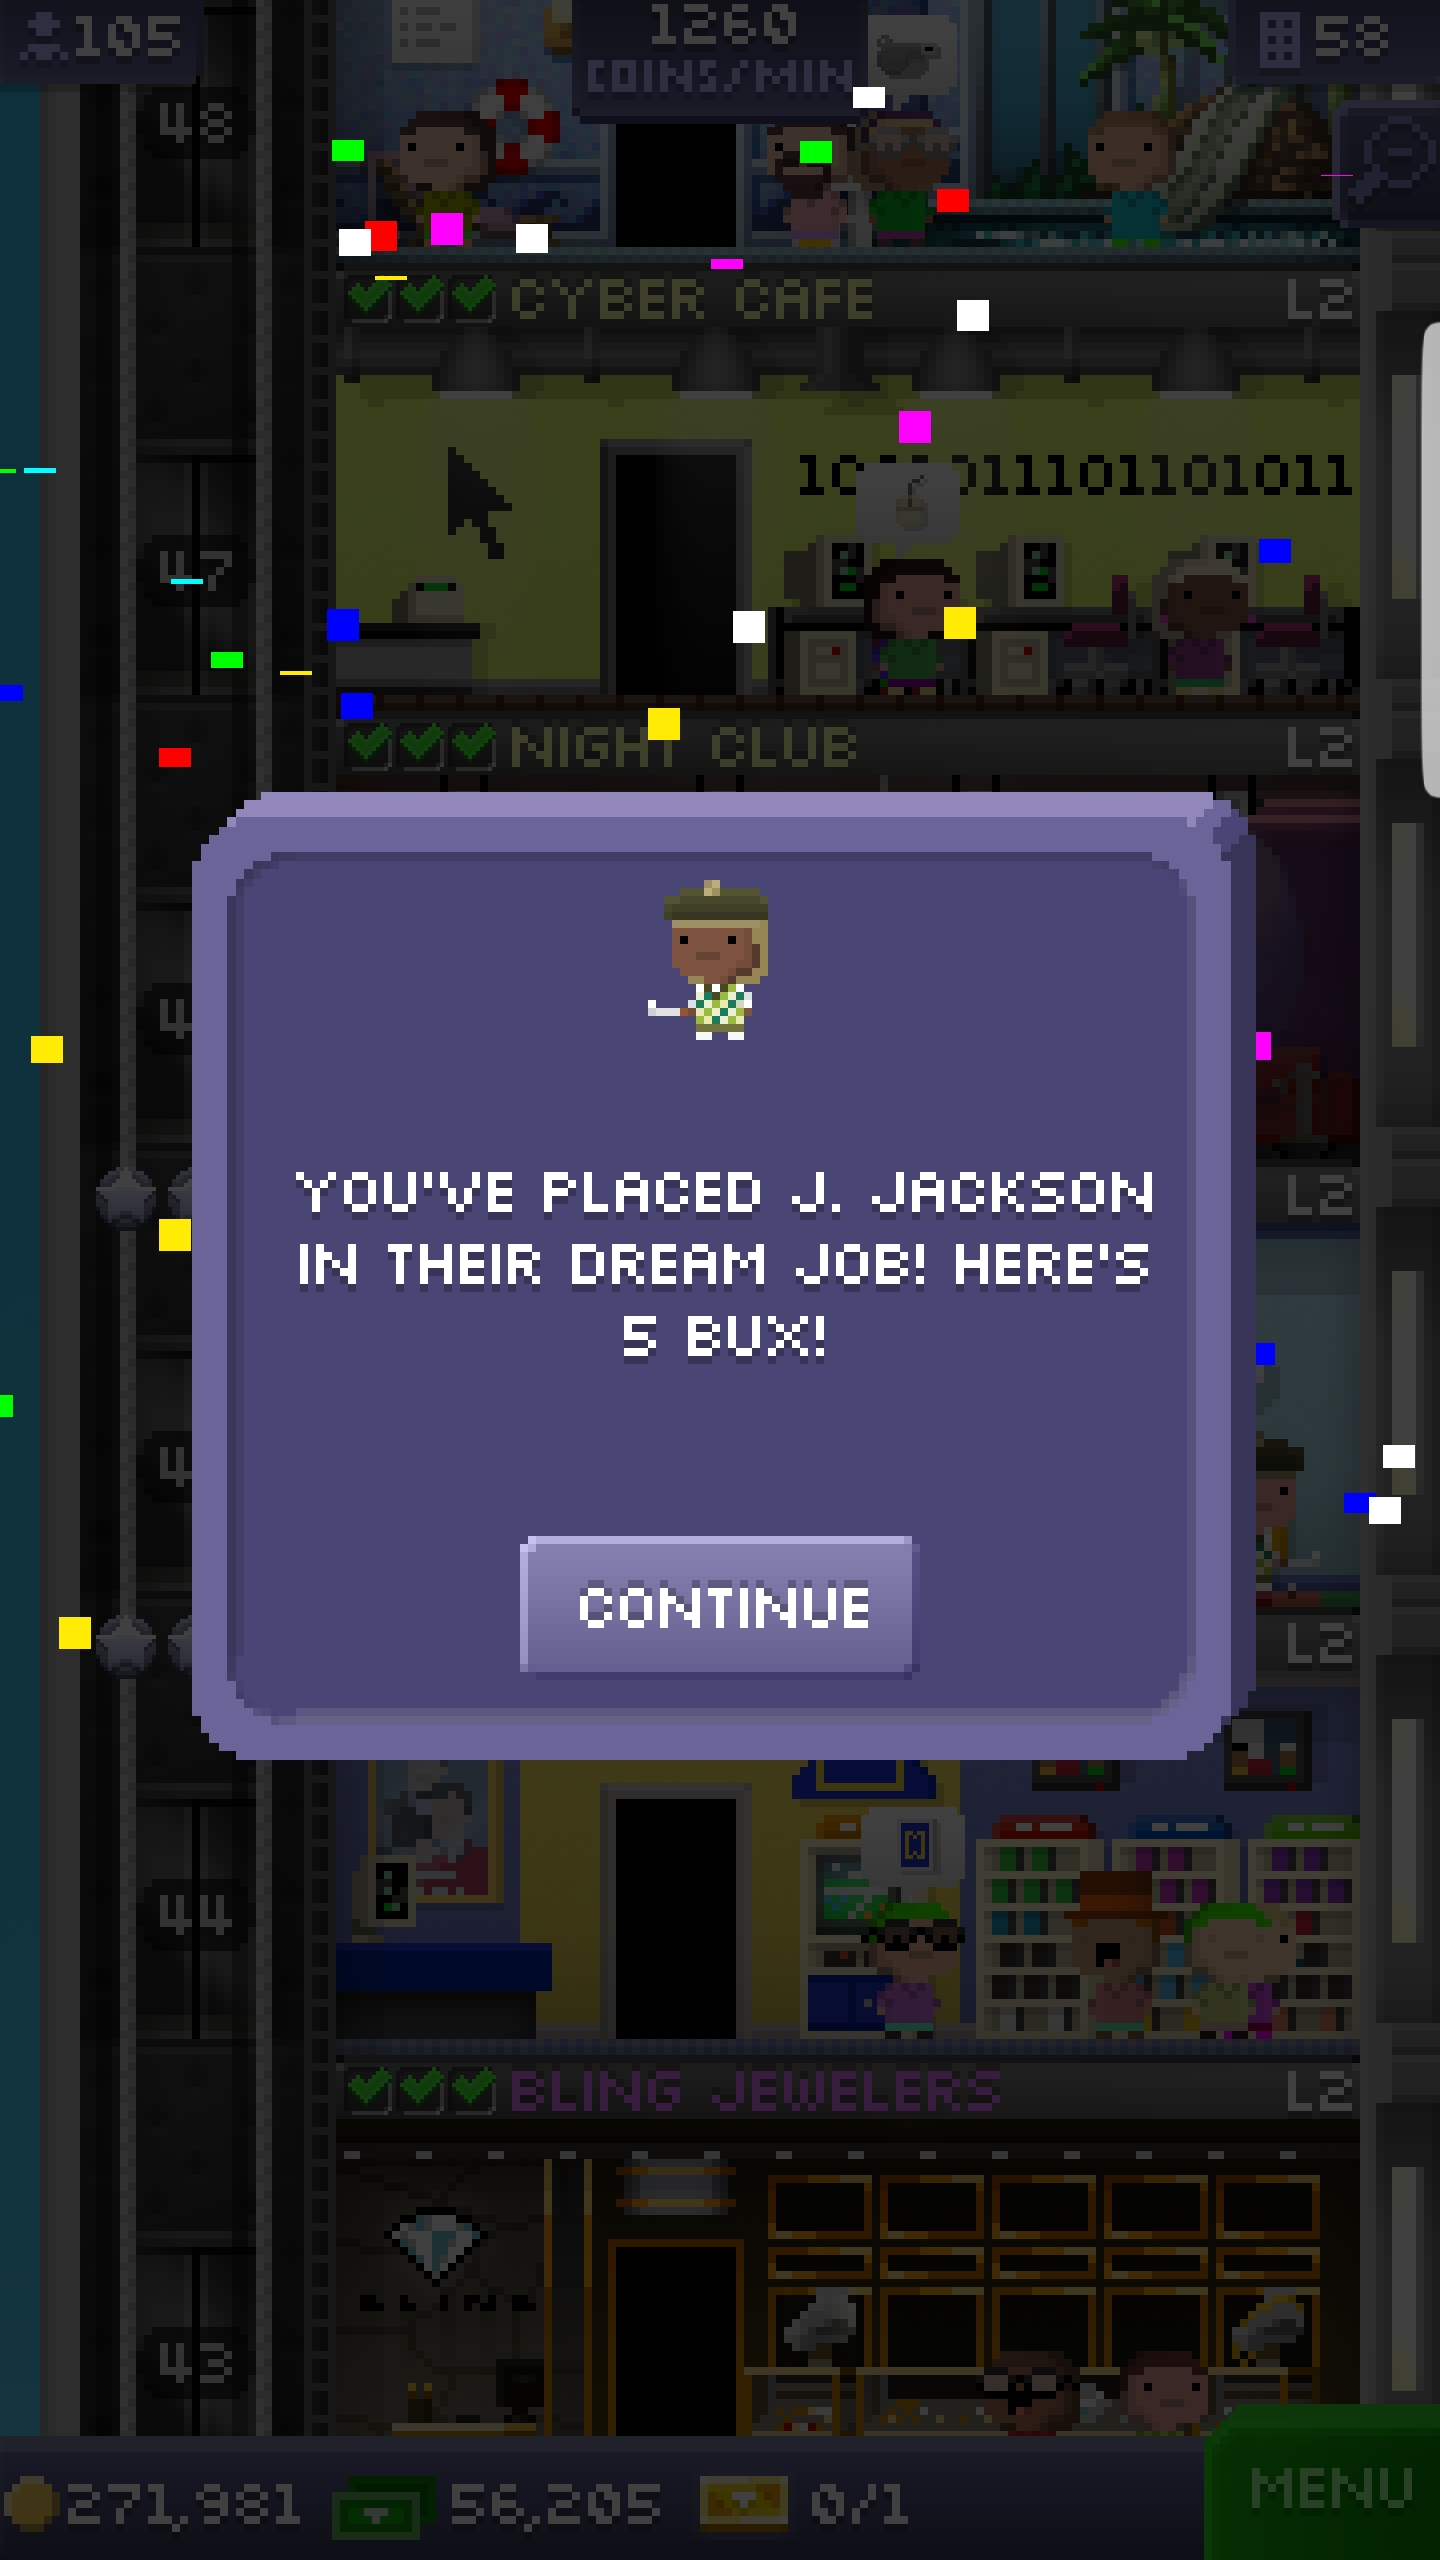 105
1260
COINS/MIN
58
48
CYBER CAFE L2
011101101011
47
NIGHT CLUB L2
L2
YOU'VE PLACED J. JACKSON
IN THEIR DREAM JOB! HERE'S
5 BUX!
CONTINUE
L2
44
BLING JEWELERS L2
BLING
43
271,981 56,205 0/1 MENU